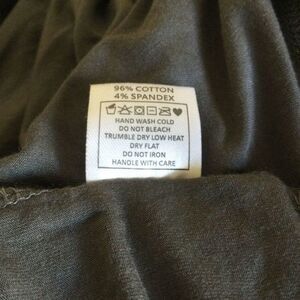 96% COTTON
4% SPANDEX
HAND WASH COLD
DO NOT BLEACH
TRUMBLE DRY LOW HEAT
DRY FLAT
DO NOT IRON
HANDLE WITH CARE